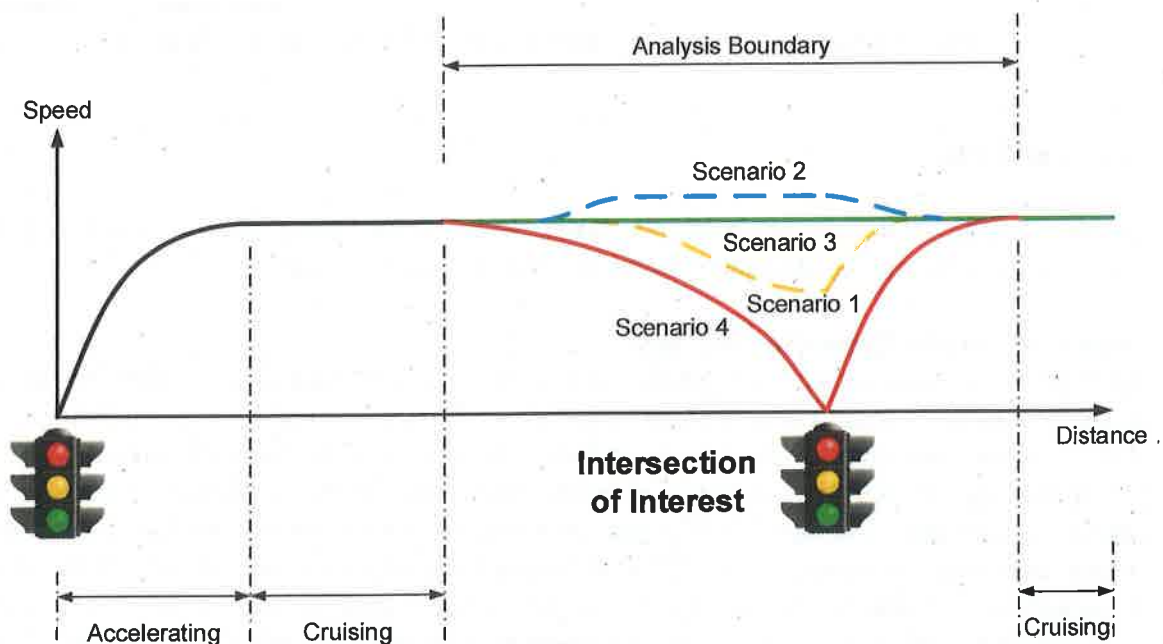 Analysis Boundary
Speed
Scenario 2
Scenario 3
Scenario 1
Scenario 4
Distance
Intersection
of Interest
Accelerating
Cruising
Cruising